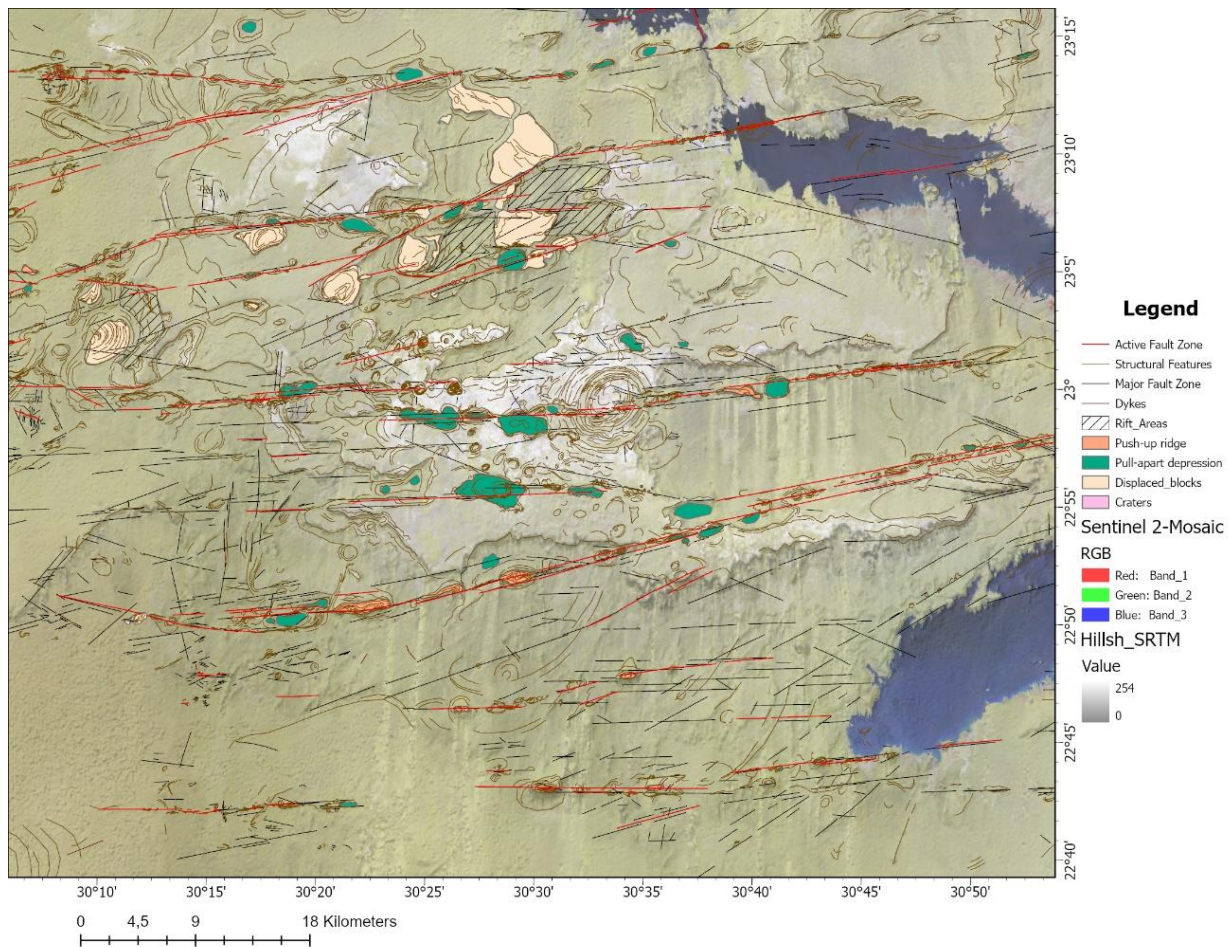 23°15'
23°10'
23°5'
23°
22°55'
22°50'
22°45'
22°40'
30°10' 30°15' 30°20' 30°25' 30°30' 30°35' 30°40' 30°45' 30°50'
0 4,5 9 18 Kilometers
Legend
Active Fault Zone
Structural Features
Major Fault Zone
Dykes
Rift_Areas
Push-up ridge
Pull-apart depression
Displaced_blocks
Craters
Sentinel 2-Mosaic
RGB
Red: Band_1
Green: Band_2
Blue: Band_3
Hillsh_SRTM
Value
254
0